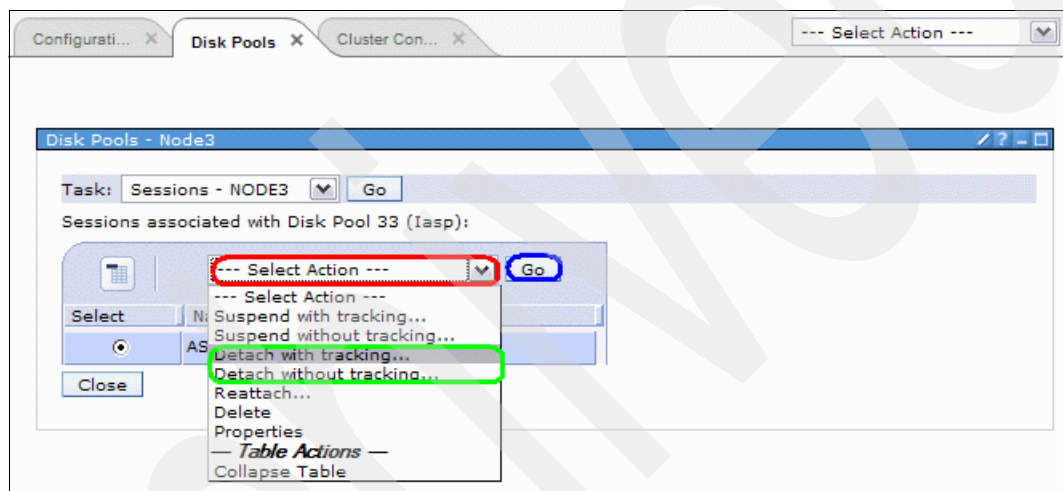 Configurati...
Disk Pools
Cluster Con...
--- Select Action ---
Disk Pools - Node3
Task: Sessions - NODE3 Go
Sessions associated with Disk Pool 33 (Iasp):
--- Select Action --- Go
--- Select Action ---
Select
Suspend with tracking...
Suspend without tracking...
AS
Detach with tracking...
Detach without tracking...
Close
Reattach...
Delete
Properties
— Table Actions —
Collapse Table